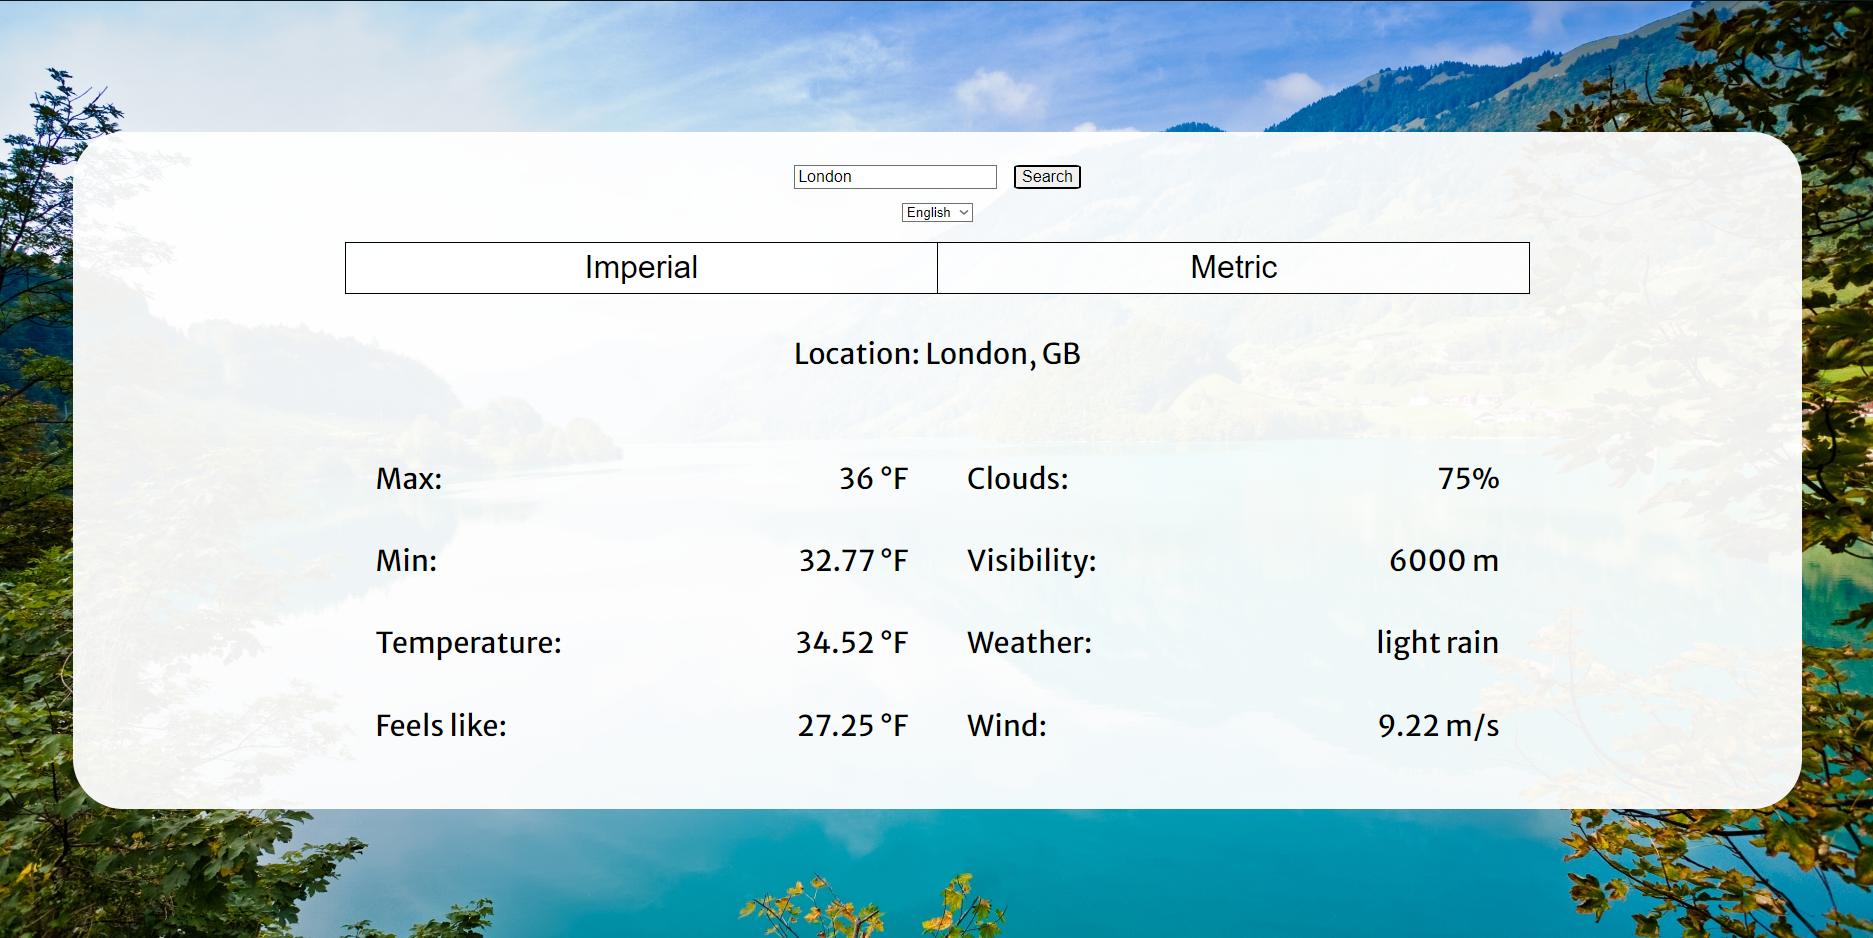 London Search
English
Imperial Metric
Location: London, GB
Max: 36 °F Clouds: 75%
Min: 32.77 °F Visibility: 6000 m
Temperature: 34.52 °F Weather: light rain
Feels like: 27.25 °F Wind: 9.22 m/s